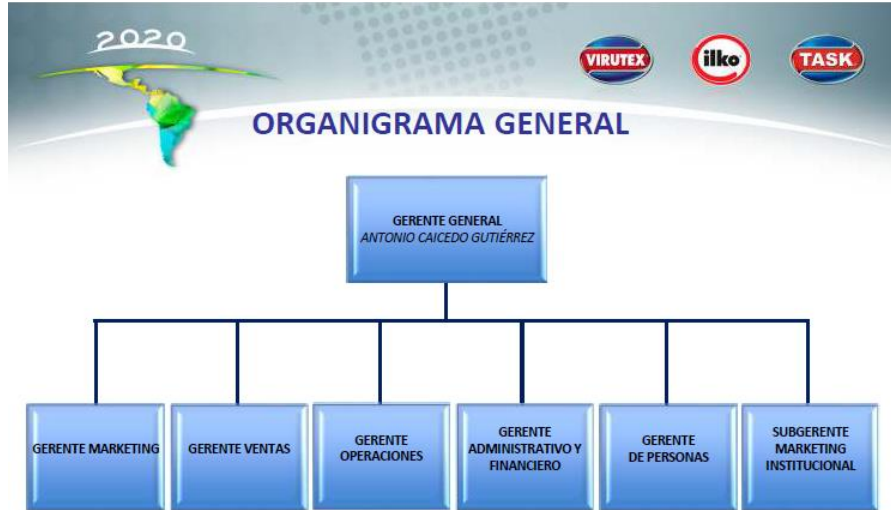 2020
VIRUTEX
ilko
TASK
ORGANIGRAMA GENERAL
GERENTE GENERAL
ANTONIO CAICEDO GUTIÉRREZ
GERENTE MARKETING
GERENTE VENTAS
GERENTE
OPERACIONES
GERENTE
ADMINISTRATIVO Y
FINANCIERO
GERENTE
DE PERSONAS
SUBGERENTE
MARKETING
INSTITUCIONAL